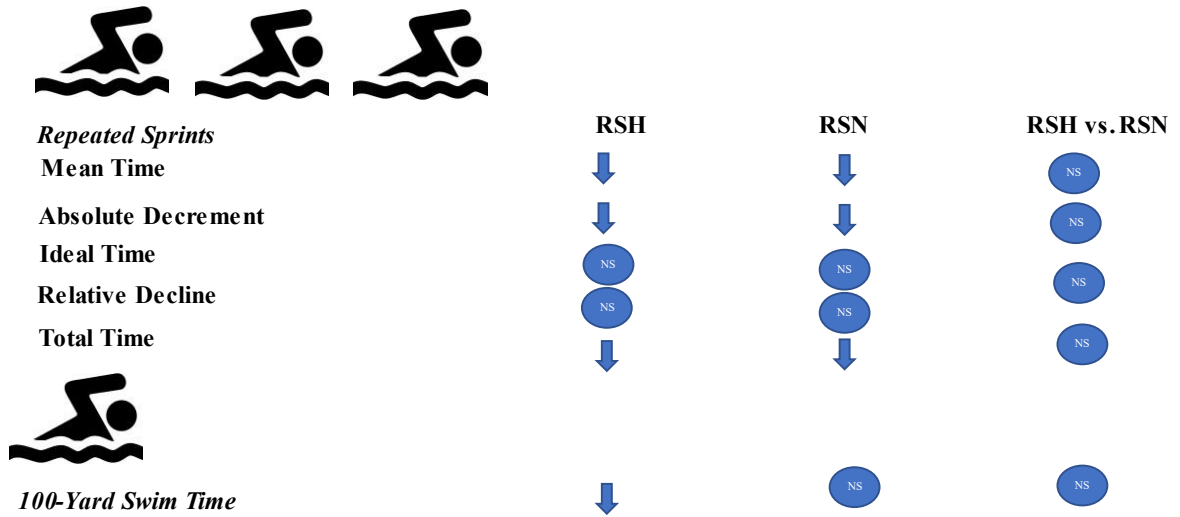 Repeated Sprints RSH RSN RSH vs. RSN
Mean Time NS
Absolute Decrement NS
Ideal Time NS NS
Relative Decline NS NS NS
Total Time NS
100-Yard Swim Time NS NS